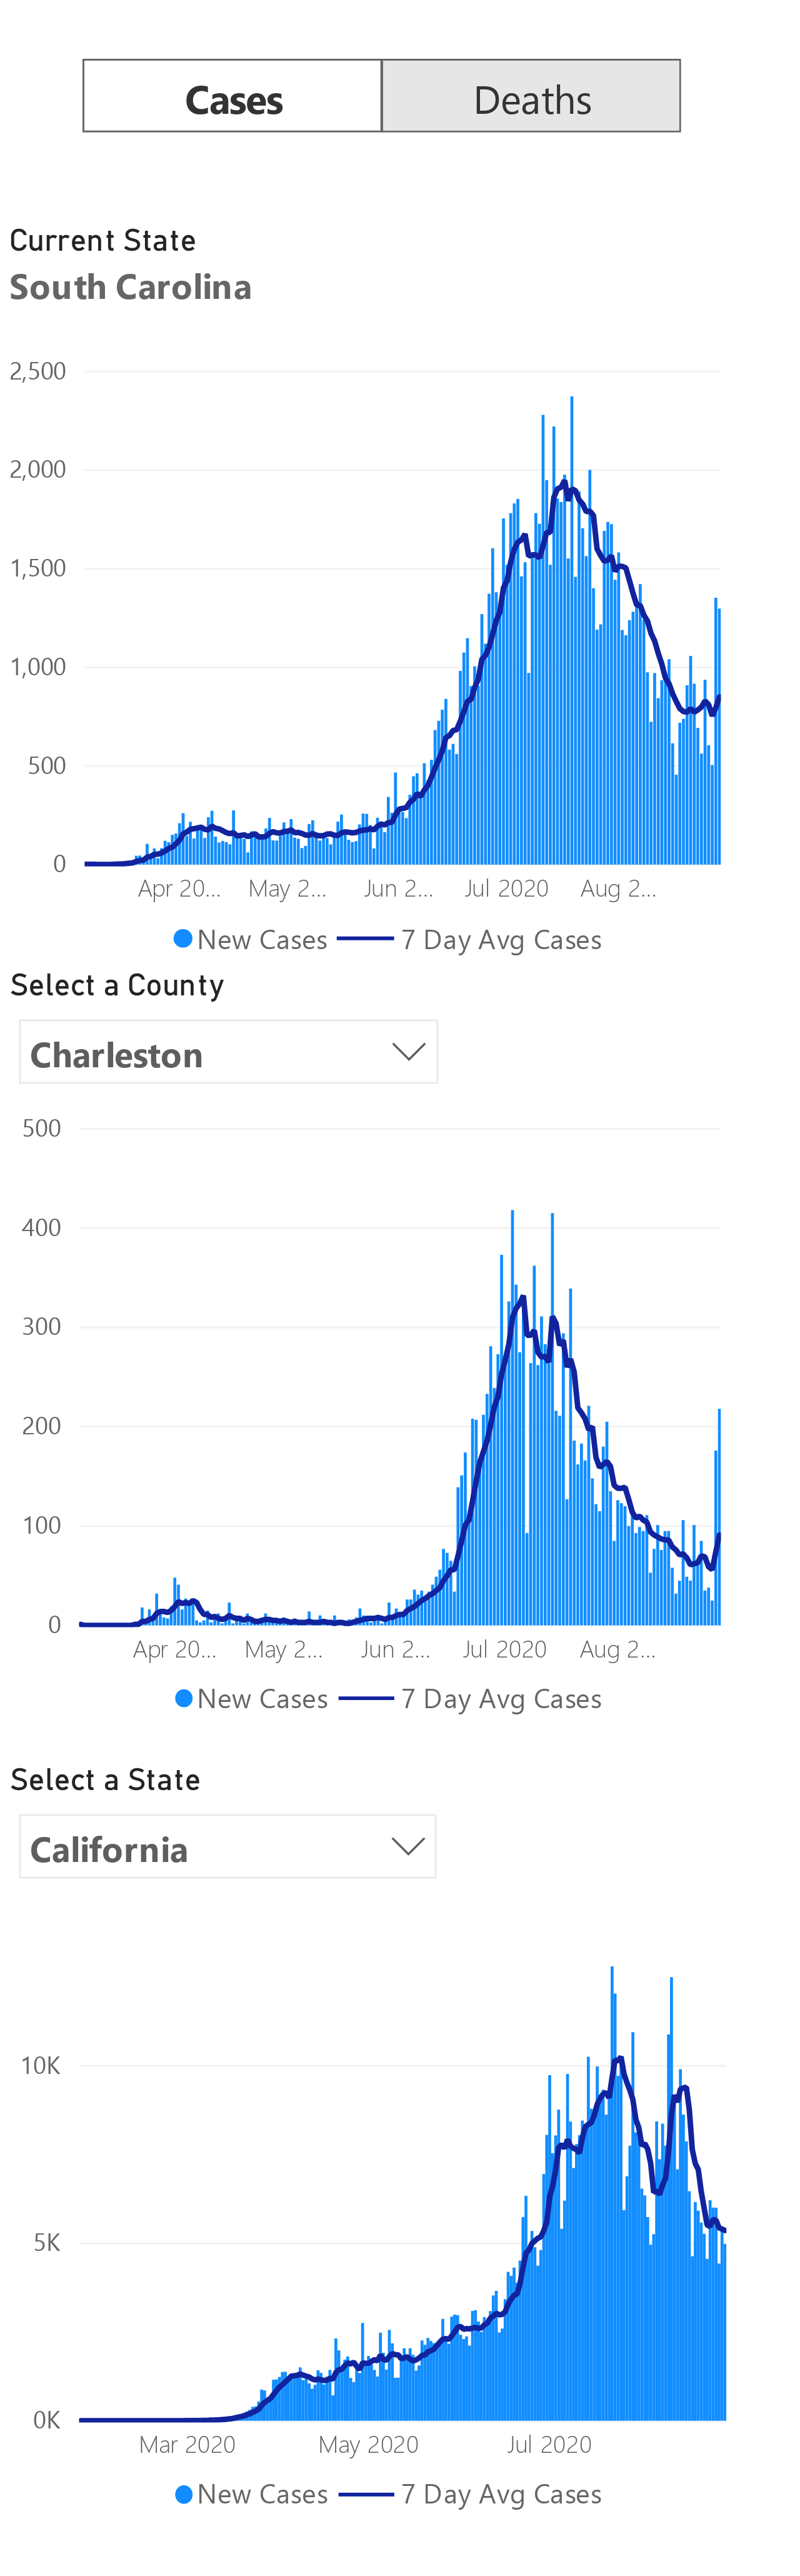 Cases Deaths
Current State
South Carolina
2,500
2,000
1,500
1,000
500
0
Apr 20... May 2... Jun 2... Jul 2020 Aug 2...
New Cases 7 Day Avg Cases
Select a County
Charleston
500
400
300
200
100
0
Apr 20... May 2... Jun 2... Jul 2020 Aug 2...
New Cases 7 Day Avg Cases
Select a State
California
10K
5K
0K
Mar 2020 May 2020 Jul 2020
New Cases 7 Day Avg Cases